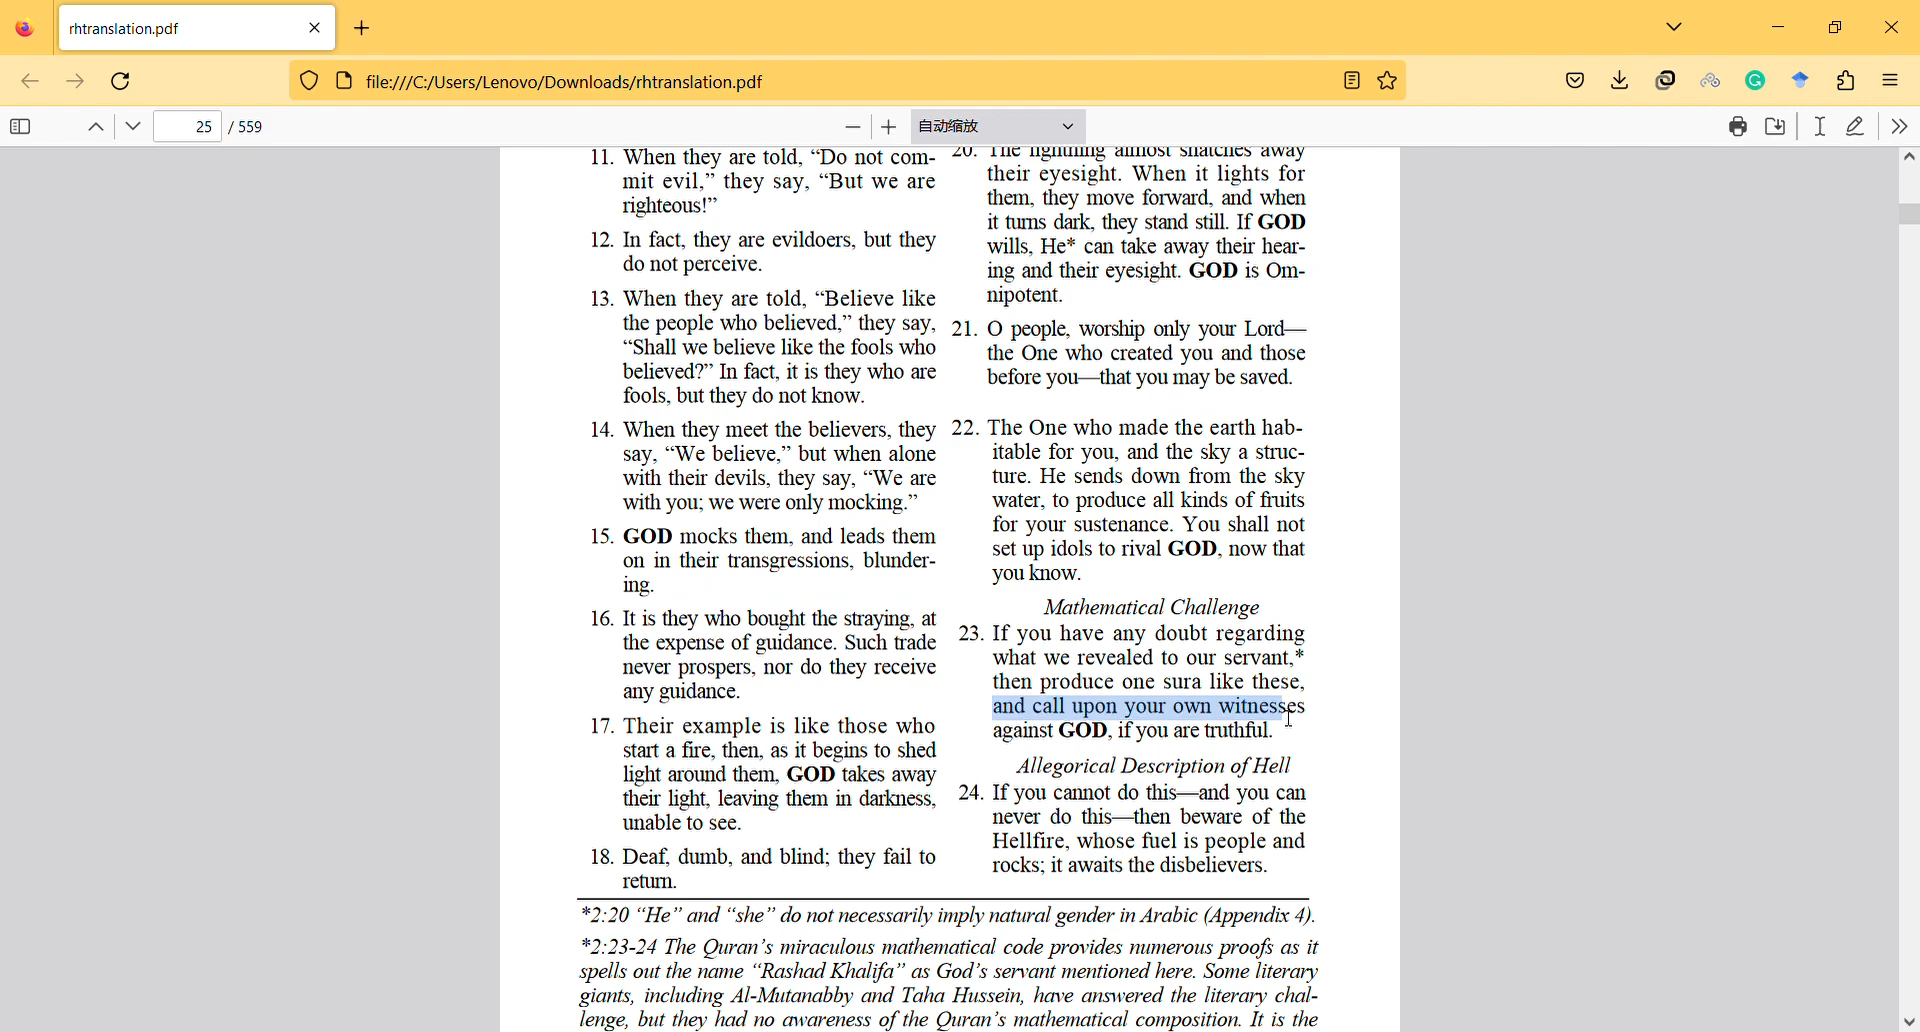 rhtranslation.pdf
file:///C:/Users/Lenovo/Downloads/rhtranslation.pdf
25 / 559
自动缩放
11. When they are told, “Do not com-
mit evil,” they say, “But we are
righteous!”
12. In fact, they are evildoers, but they
do not perceive.
13. When they are told, “Believe like
the people who believed,” they say,
“Shall we believe like the fools who
believed?” In fact, it is they who are
fools, but they do not know.
14. When they meet the believers, they
say, “We believe,” but when alone
with their devils, they say, “We are
with you; we were only mocking.”
15. GOD mocks them, and leads them
on in their transgressions, blunder-
ing.
16. It is they who bought the straying, at
the expense of guidance. Such trade
never prospers, nor do they receive
any guidance.
17. Their example is like those who
start a fire, then, as it begins to shed
light around them, GOD takes away
their light, leaving them in darkness,
unable to see.
18. Deaf, dumb, and blind; they fail to
return.
20. The lightning almost snatches away
their eyesight. When it lights for
them, they move forward, and when
it turns dark, they stand still. If GOD
wills, He* can take away their hear-
ing and their eyesight. GOD is Om-
nipotent.
21. O people, worship only your Lord—
the One who created you and those
before you—that you may be saved.
22. The One who made the earth hab-
itable for you, and the sky a struc-
ture. He sends down from the sky
water, to produce all kinds of fruits
for your sustenance. You shall not
set up idols to rival GOD, now that
you know.
Mathematical Challenge
23. If you have any doubt regarding
what we revealed to our servant,*
then produce one sura like these,
and call upon your own witnesses
against GOD, if you are truthful.
Allegorical Description of Hell
24. If you cannot do this—and you can
never do this—then beware of the
Hellfire, whose fuel is people and
rocks; it awaits the disbelievers.
*2:20 “He” and “she” do not necessarily imply natural gender in Arabic (Appendix 4).
*2:23-24 The Quran’s miraculous mathematical code provides numerous proofs as it
spells out the name “Rashad Khalifa” as God’s servant mentioned here. Some literary
giants, including Al-Mutanabby and Taha Hussein, have answered the literary chal-
lenge, but they had no awareness of the Quran’s mathematical composition. It is the